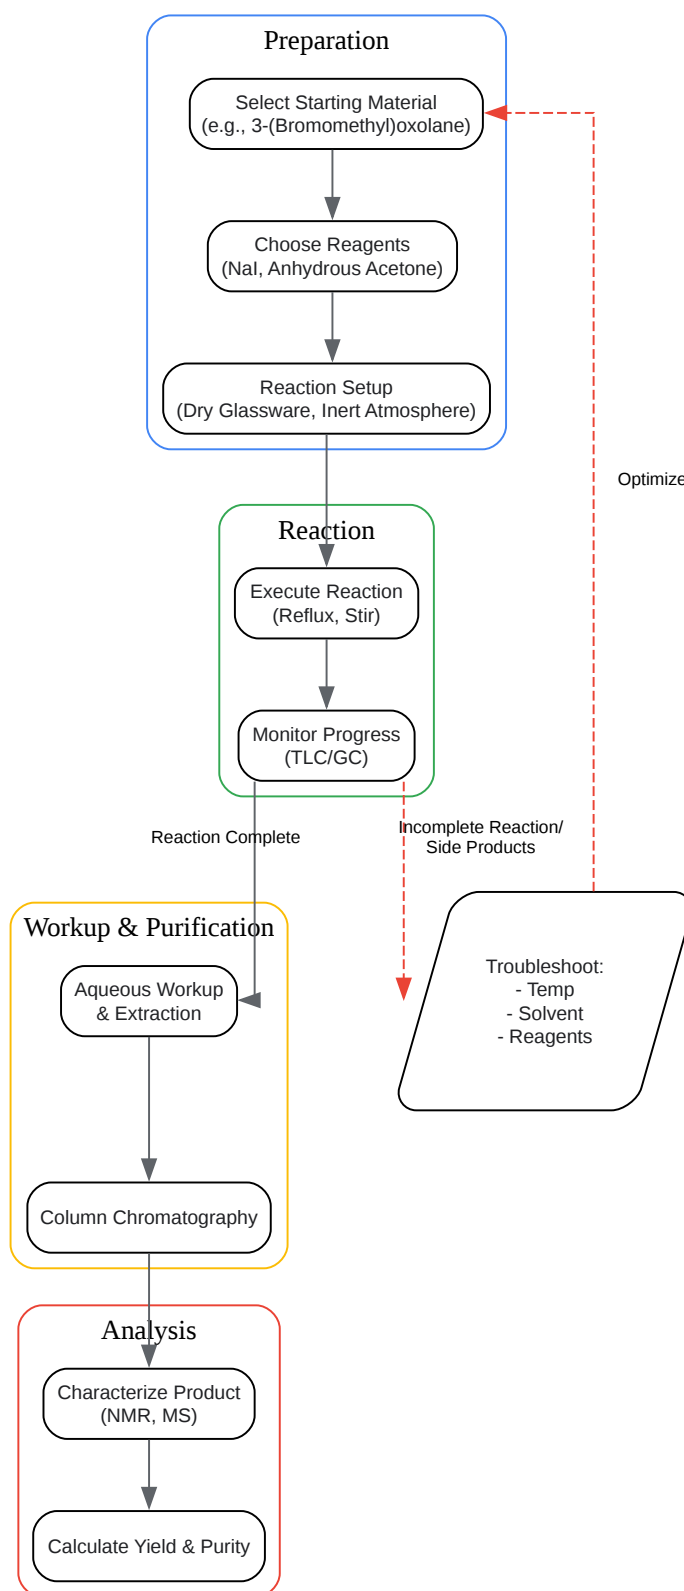 Preparation
Select Starting Material
(e.g., 3-(Bromomethyl)oxolane)
Choose Reagents
(NaI, Anhydrous Acetone)
Reaction Setup
(Dry Glassware, Inert Atmosphere)
Optimize
Reaction
Execute Reaction
(Reflux, Stir)
Monitor Progress
(TLC/GC)
Reaction Complete
Incomplete Reaction/
Side Products
Workup & Purification
Aqueous Workup
& Extraction
Troubleshoot:
- Temp
- Solvent
- Reagents
Column Chromatography
Analysis
Characterize Product
(NMR, MS)
Calculate Yield & Purity